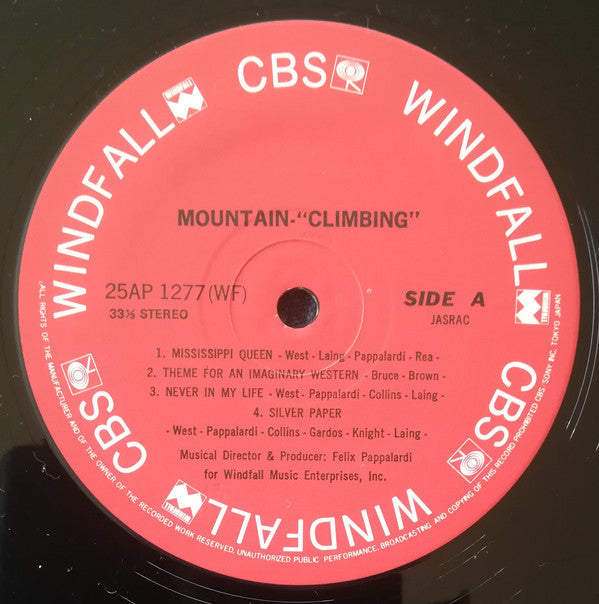 CBS
WINDFALL
CBS
WINDFALL
CBS
WINDFALL
MOUNTAIN-"CLIMBING"
25AP 1277 (WF)
33⅓ STEREO
SIDE A
JASRAC
1. MISSISSIPPI QUEEN - West - Laing - Pappalardi - Rea -
2. THEME FOR AN IMAGINARY WESTERN - Bruce - Brown -
3. NEVER IN MY LIFE - West - Pappalardi - Collins - Laing -
4. SILVER PAPER
- West - Pappalardi - Collins - Gardos - Knight - Laing -
Musical Director & Producer: Felix Pappalardi
for Windfall Music Enterprises, Inc.
ALL RIGHTS OF THE MANUFACTURER AND OF THE OWNER OF THE RECORDED WORK RESERVED. UNAUTHORIZED PUBLIC PERFORMANCE, BROADCASTING AND COPYING OF THIS RECORD PROHIBITED CBS SONY INC. TOKYO JAPAN